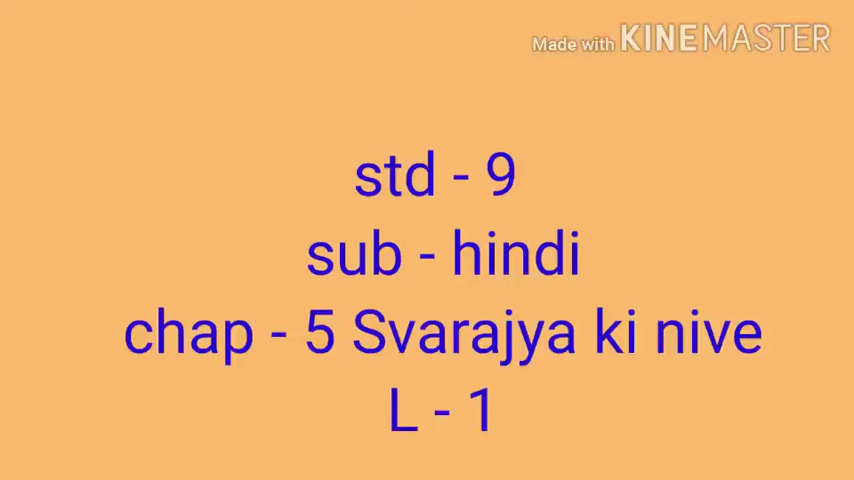 Made with KINEMASTER
std - 9
sub - hindi
chap - 5 Svarajya ki nive
L - 1